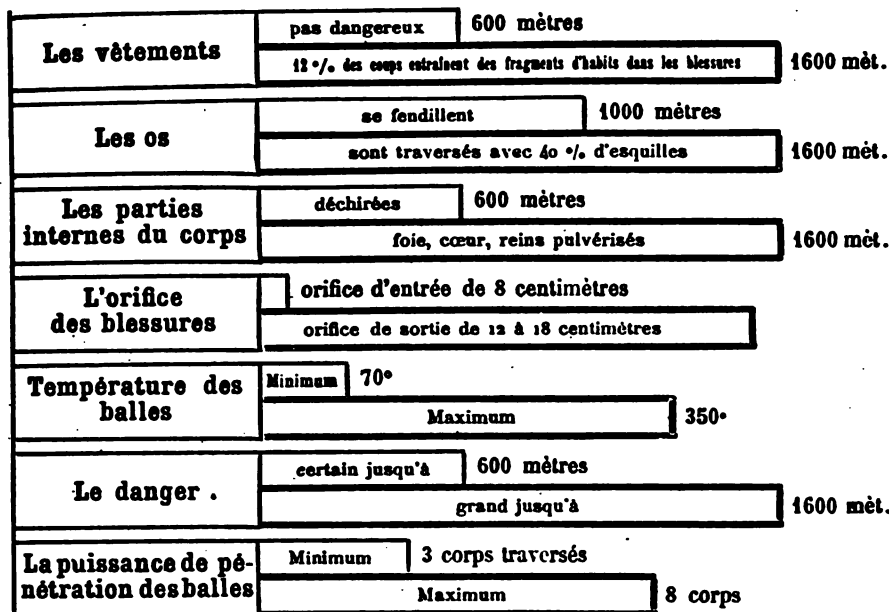 Les vêtements
pas dangereux
600 mètres
12 % des coups entraînent des fragments d'habits dans les blessures
1600 mèt.
Les os
se fendillent
1000 mètres
sont traversés avec 40 % d'esquilles
1600 mèt.
Les parties
internes du corps
déchirées
600 mètres
foie, cœur, reins pulvérisés
1600 mèt.
L'orifice
des blessures
orifice d'entrée de 8 centimètres
orifice de sortie de 12 à 18 centimètres
Température des
balles
Minimum
70°
Maximum
350°
Le danger .
certain jusqu'à
600 mètres
grand jusqu'à
1600 mèt.
La puissance de pé-
nétration des balles
Minimum
3 corps traversés
Maximum
8 corps